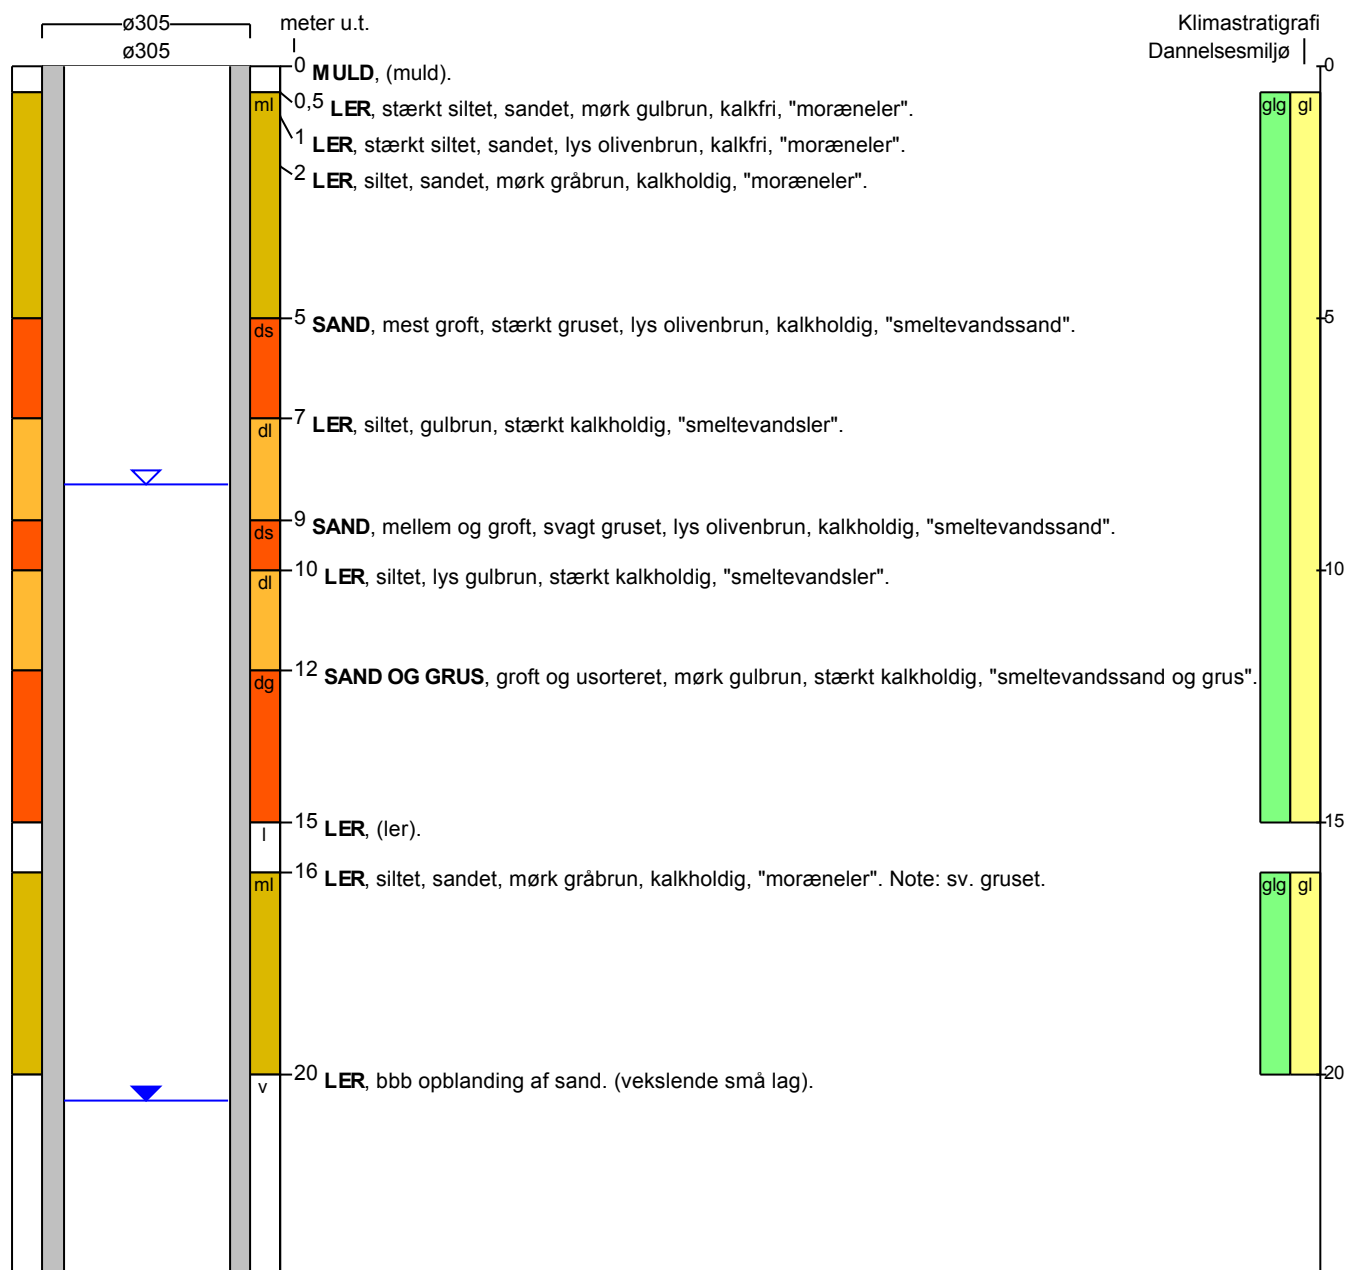 ø305 meter u.t. Klimastratigrafi
ø305 Dannelsesmiljø
0 MULD, (muld). 0
ml 0,5 LER, stærkt siltet, sandet, mørk gulbrun, kalkfri, "moræneler". glg gl
1 LER, stærkt siltet, sandet, lys olivenbrun, kalkfri, "moræneler".
2 LER, siltet, sandet, mørk gråbrun, kalkholdig, "moræneler".
ds 5 SAND, mest groft, stærkt gruset, lys olivenbrun, kalkholdig, "smeltevandssand". 5
dl 7 LER, siltet, gulbrun, stærkt kalkholdig, "smeltevandsler".
ds 9 SAND, mellem og groft, svagt gruset, lys olivenbrun, kalkholdig, "smeltevandssand".
dl 10 LER, siltet, lys gulbrun, stærkt kalkholdig, "smeltevandsler". 10
dg 12 SAND OG GRUS, groft og usorteret, mørk gulbrun, stærkt kalkholdig, "smeltevandssand og grus".
l 15 LER, (ler). 15
ml 16 LER, siltet, sandet, mørk gråbrun, kalkholdig, "moræneler". Note: sv. gruset. glg gl
v 20 LER, bbb opblanding af sand. (vekslende små lag). 20